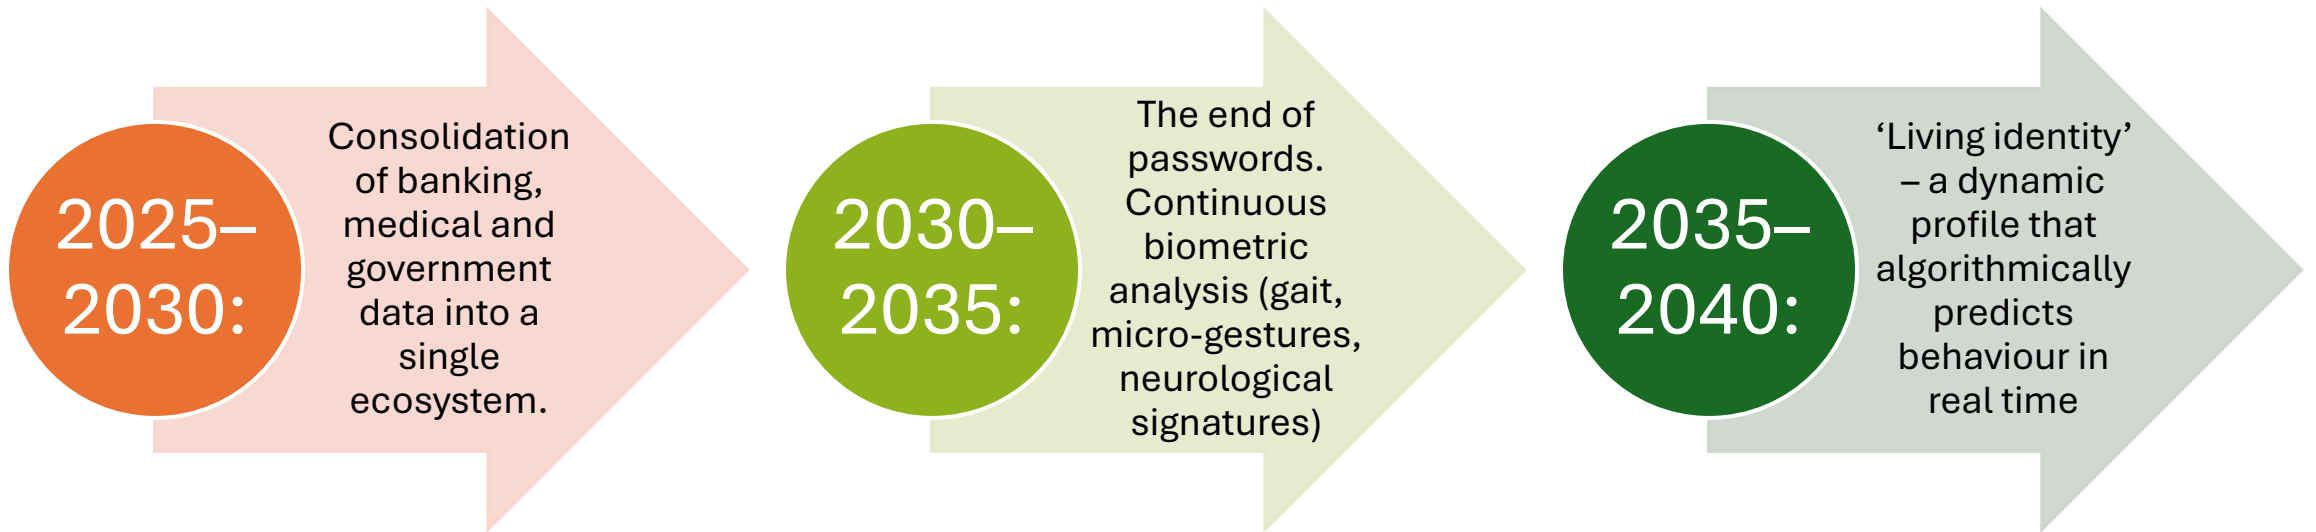 2025–
2030:
Consolidation
of banking,
medical and
government
data into a
single
ecosystem.
2030–
2035:
The end of
passwords.
Continuous
biometric
analysis (gait,
micro-gestures,
neurological
signatures)
2035–
2040:
‘Living identity’
– a dynamic
profile that
algorithmically
predicts
behaviour in
real time